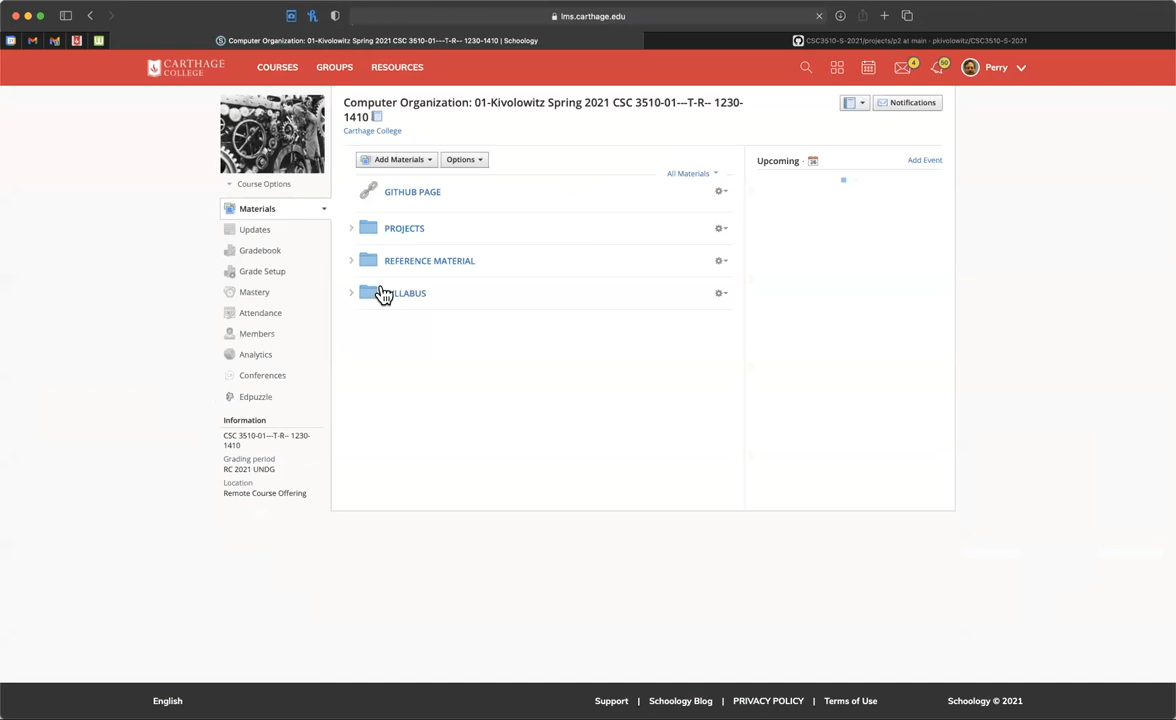 lms.carthage.edu
Computer Organization: 01-Kivolowitz Spring 2021 CSC 3510-01---T-R-- 1230-1410 | Schoology
CSC3510-S-2021/projects/p2 at main · pkivolowitz/CSC3510-S-2021
CARTHAGE
COLLEGE
COURSES
GROUPS
RESOURCES
4
50
Perry
Computer Organization: 01-Kivolowitz Spring 2021 CSC 3510-01---T-R-- 1230-
1410
Carthage College
Notifications
Course Options
Materials
Updates
Gradebook
Grade Setup
Mastery
Attendance
Members
Analytics
Conferences
Edpuzzle
Information
CSC 3510-01---T-R-- 1230-
1410
Grading period
RC 2021 UNDG
Location
Remote Course Offering
Add Materials
Options
All Materials
GITHUB PAGE
PROJECTS
REFERENCE MATERIAL
LLABUS
Upcoming ·
Add Event
English
Support | Schoology Blog | PRIVACY POLICY | Terms of Use
Schoology © 2021